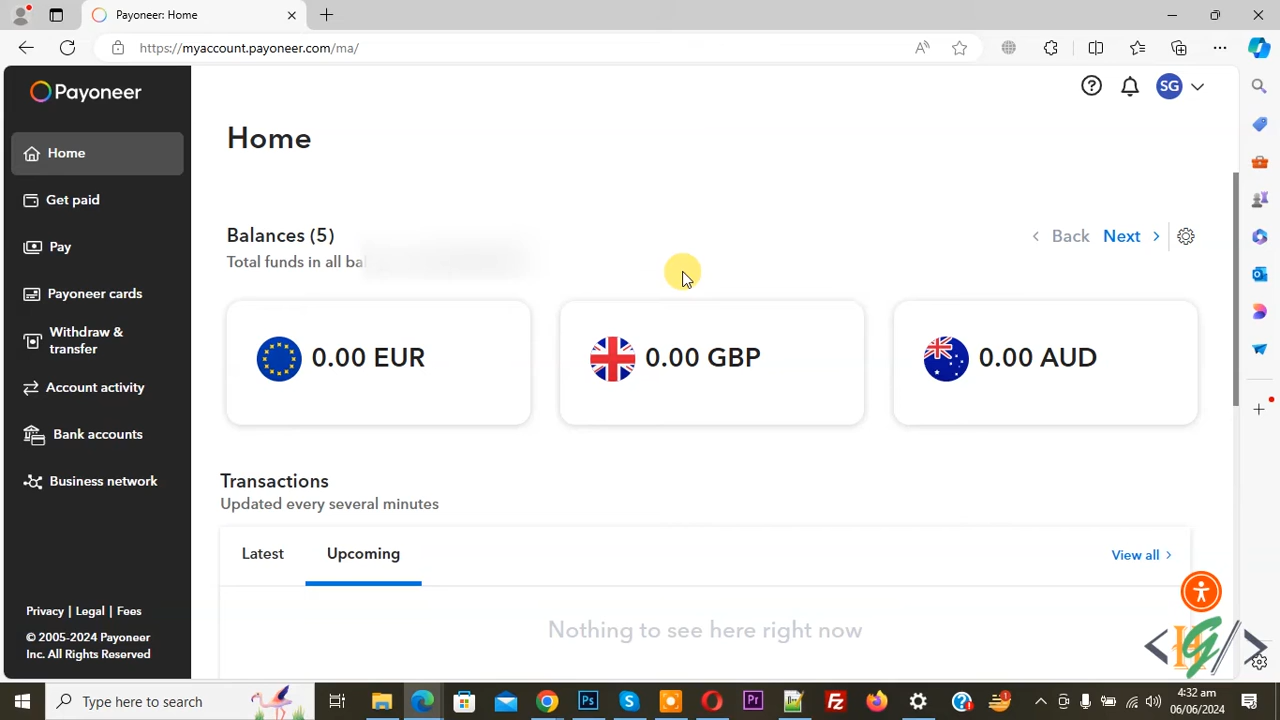 Payoneer: Home
https://myaccount.payoneer.com/ma/
Payoneer
SG
Home
Home
Get paid
Pay
Payoneer cards
Withdraw &
transfer
Account activity
Bank accounts
Business network
Balances (5)
Total funds in all
Back Next
0.00 EUR
0.00 GBP
0.00 AUD
Transactions
Updated every several minutes
Latest
Upcoming
View all
Nothing to see here right now
Privacy | Legal | Fees
© 2005-2024 Payoneer
Inc. All Rights Reserved
Type here to search
4:32 am
06/06/2024